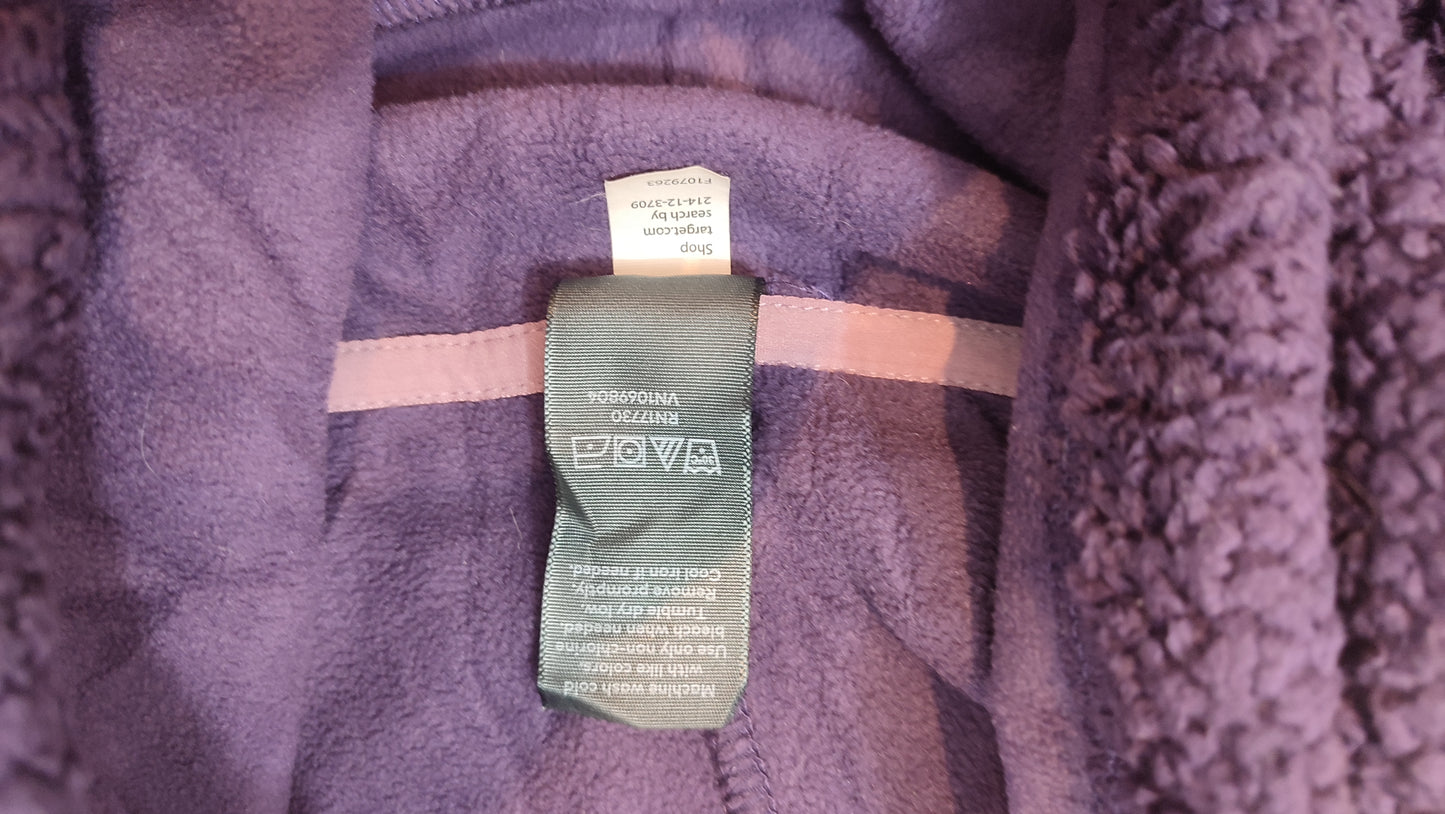 Shop
target.com
search by
214-12-3709
F1079263
Machine wash cold
with like colors.
Use only non-chlorine
bleach when needed.
Tumble dry low.
Remove promptly.
Cool iron if needed.
RN17730
VN1069804